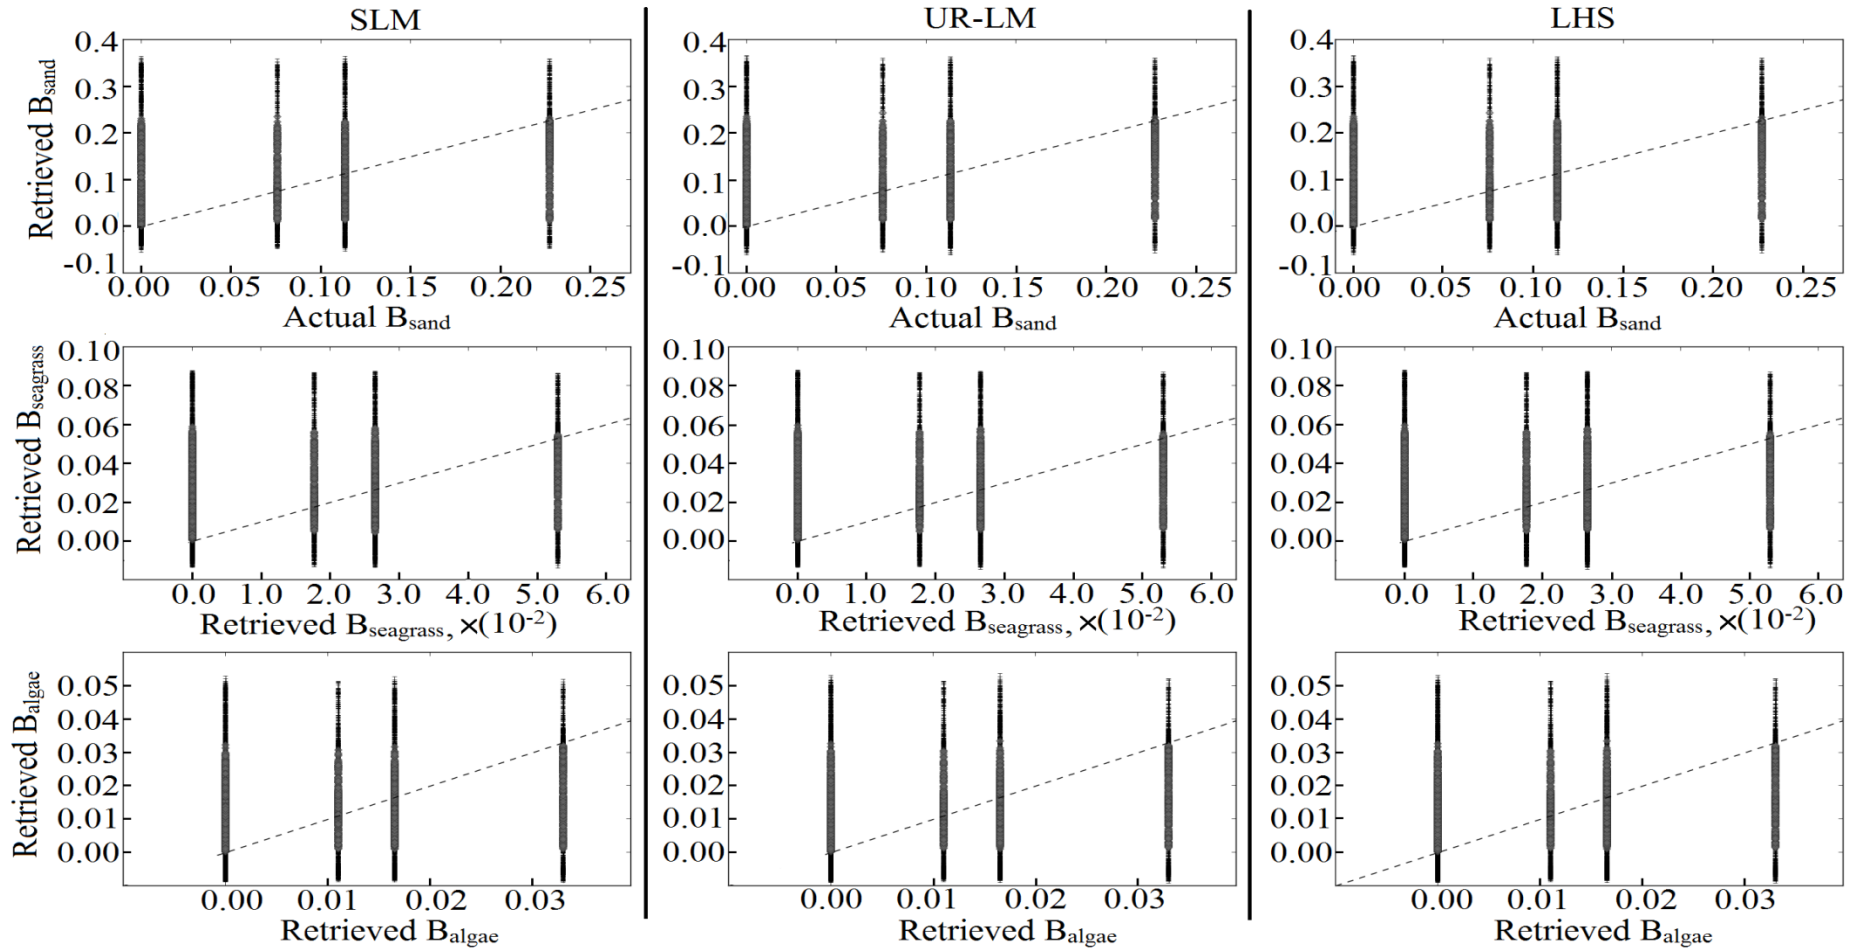 SLM UR-LM LHS
Retrieved B_sand
0.4 0.4 0.4
0.3 0.3 0.3
0.2 0.2 0.2
0.1 0.1 0.1
0.0 0.0 0.0
-0.1 -0.1 -0.1
0.00 0.05 0.10 0.15 0.20 0.25 0.00 0.05 0.10 0.15 0.20 0.25 0.00 0.05 0.10 0.15 0.20 0.25
Actual B_sand Actual B_sand Actual B_sand
Retrieved B_seagrass
0.10 0.10 0.10
0.08 0.08 0.08
0.06 0.06 0.06
0.04 0.04 0.04
0.02 0.02 0.02
0.00 0.00 0.00
0.0 1.0 2.0 3.0 4.0 5.0 6.0 0.0 1.0 2.0 3.0 4.0 5.0 6.0 0.0 1.0 2.0 3.0 4.0 5.0 6.0
Retrieved B_seagrass, ×(10^-2) Retrieved B_seagrass, ×(10^-2) Retrieved B_seagrass, ×(10^-2)
Retrieved B_algae
0.05 0.05 0.05
0.04 0.04 0.04
0.03 0.03 0.03
0.02 0.02 0.02
0.01 0.01 0.01
0.00 0.00 0.00
0.00 0.01 0.02 0.03 0.00 0.01 0.02 0.03 0.00 0.01 0.02 0.03
Retrieved B_algae Retrieved B_algae Retrieved B_algae